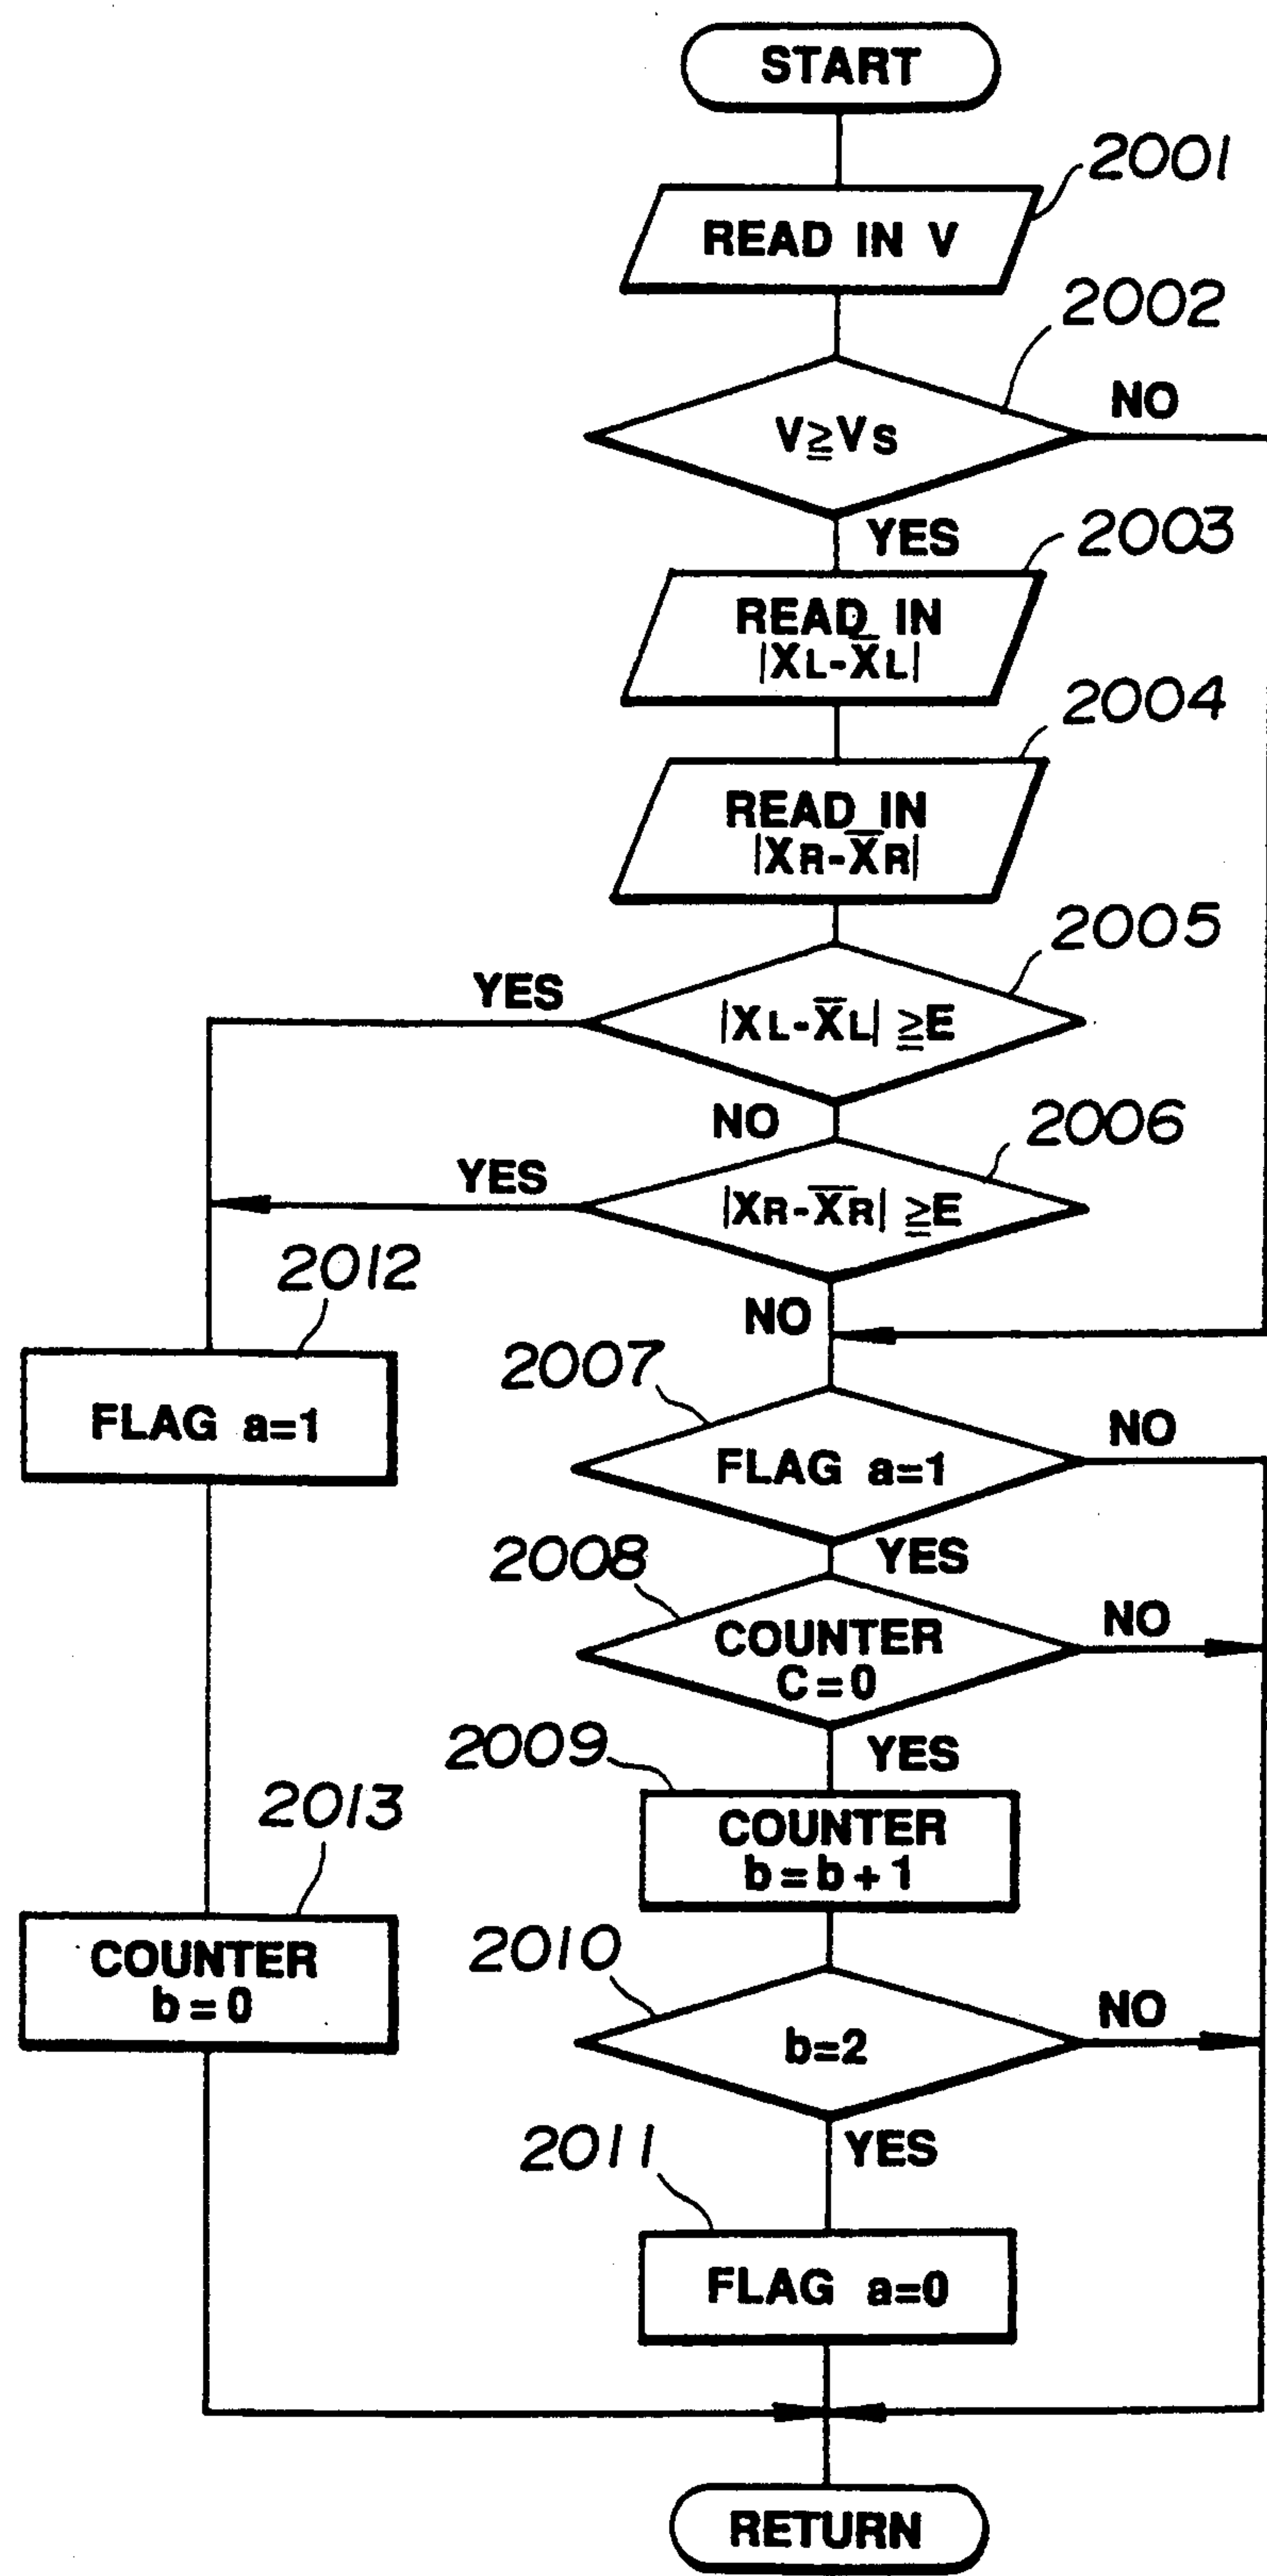 START
2001
READ IN V
2002
V≧Vs
NO
YES
2003
READ IN
|XL-X̅L|
2004
READ IN
|XR-X̅R|
2005
YES
|XL-X̅L| ≧E
NO
2006
YES
|XR-X̅R̅| ≧E
2012
NO
FLAG a=1
2007
FLAG a=1
NO
YES
2008
COUNTER
C=0
NO
YES
2009
COUNTER
b=b+1
2013
COUNTER
b=0
2010
b=2
NO
YES
2011
FLAG a=0
RETURN